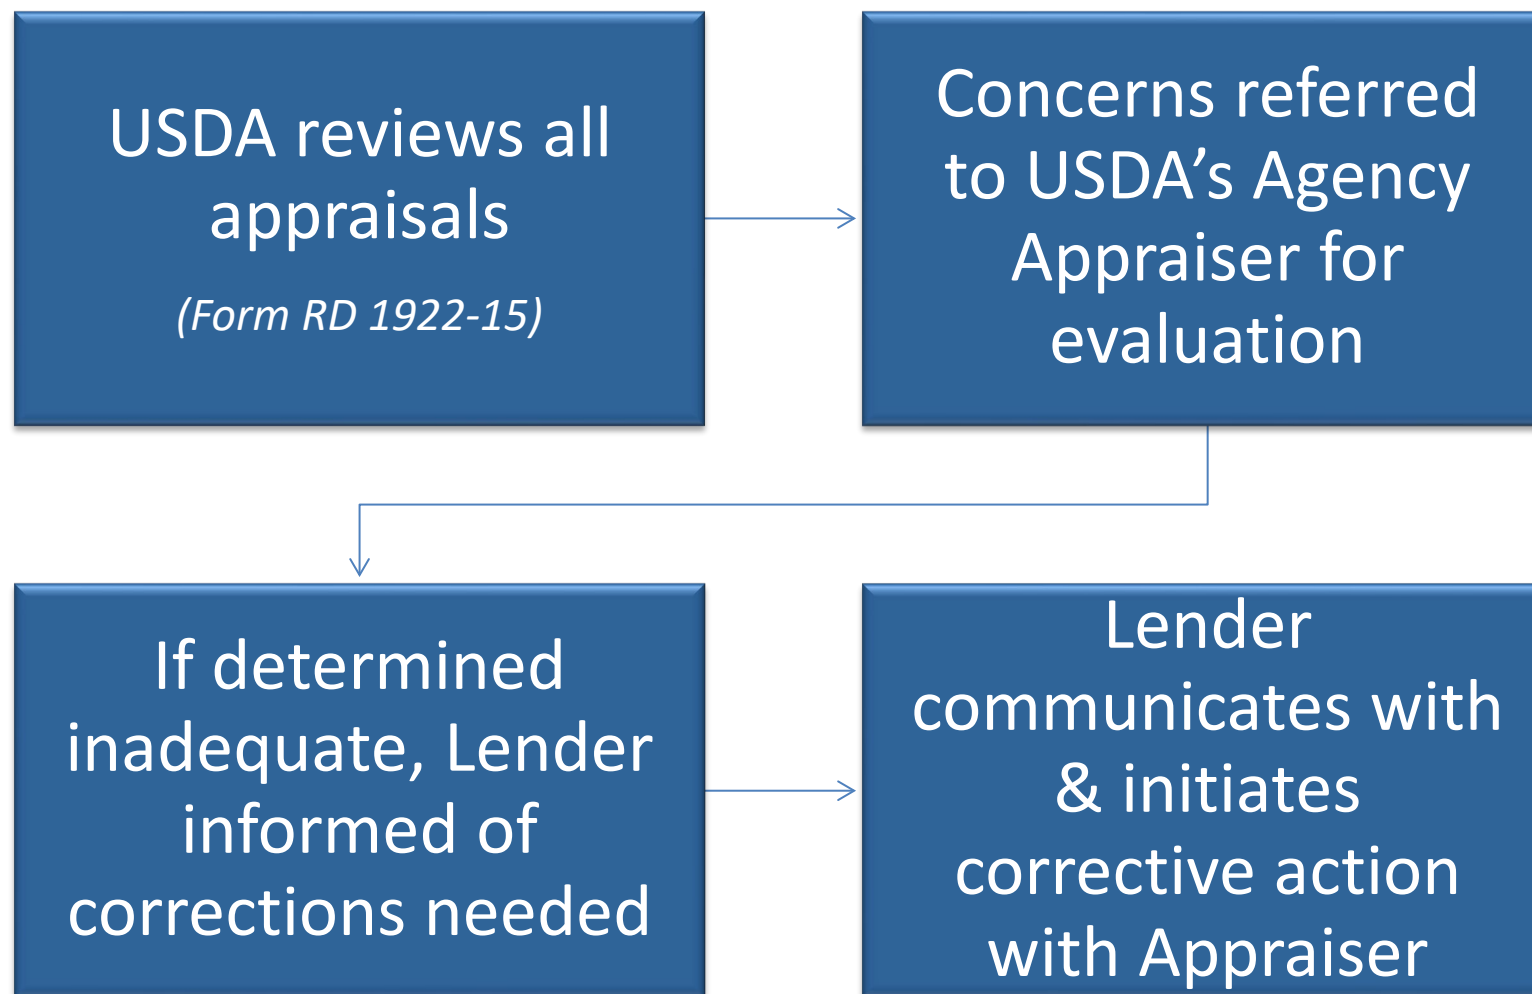 USDA reviews all
appraisals
(Form RD 1922-15)
Concerns referred
to USDA’s Agency
Appraiser for
evaluation
If determined
inadequate, Lender
informed of
corrections needed
Lender
communicates with
& initiates
corrective action
with Appraiser